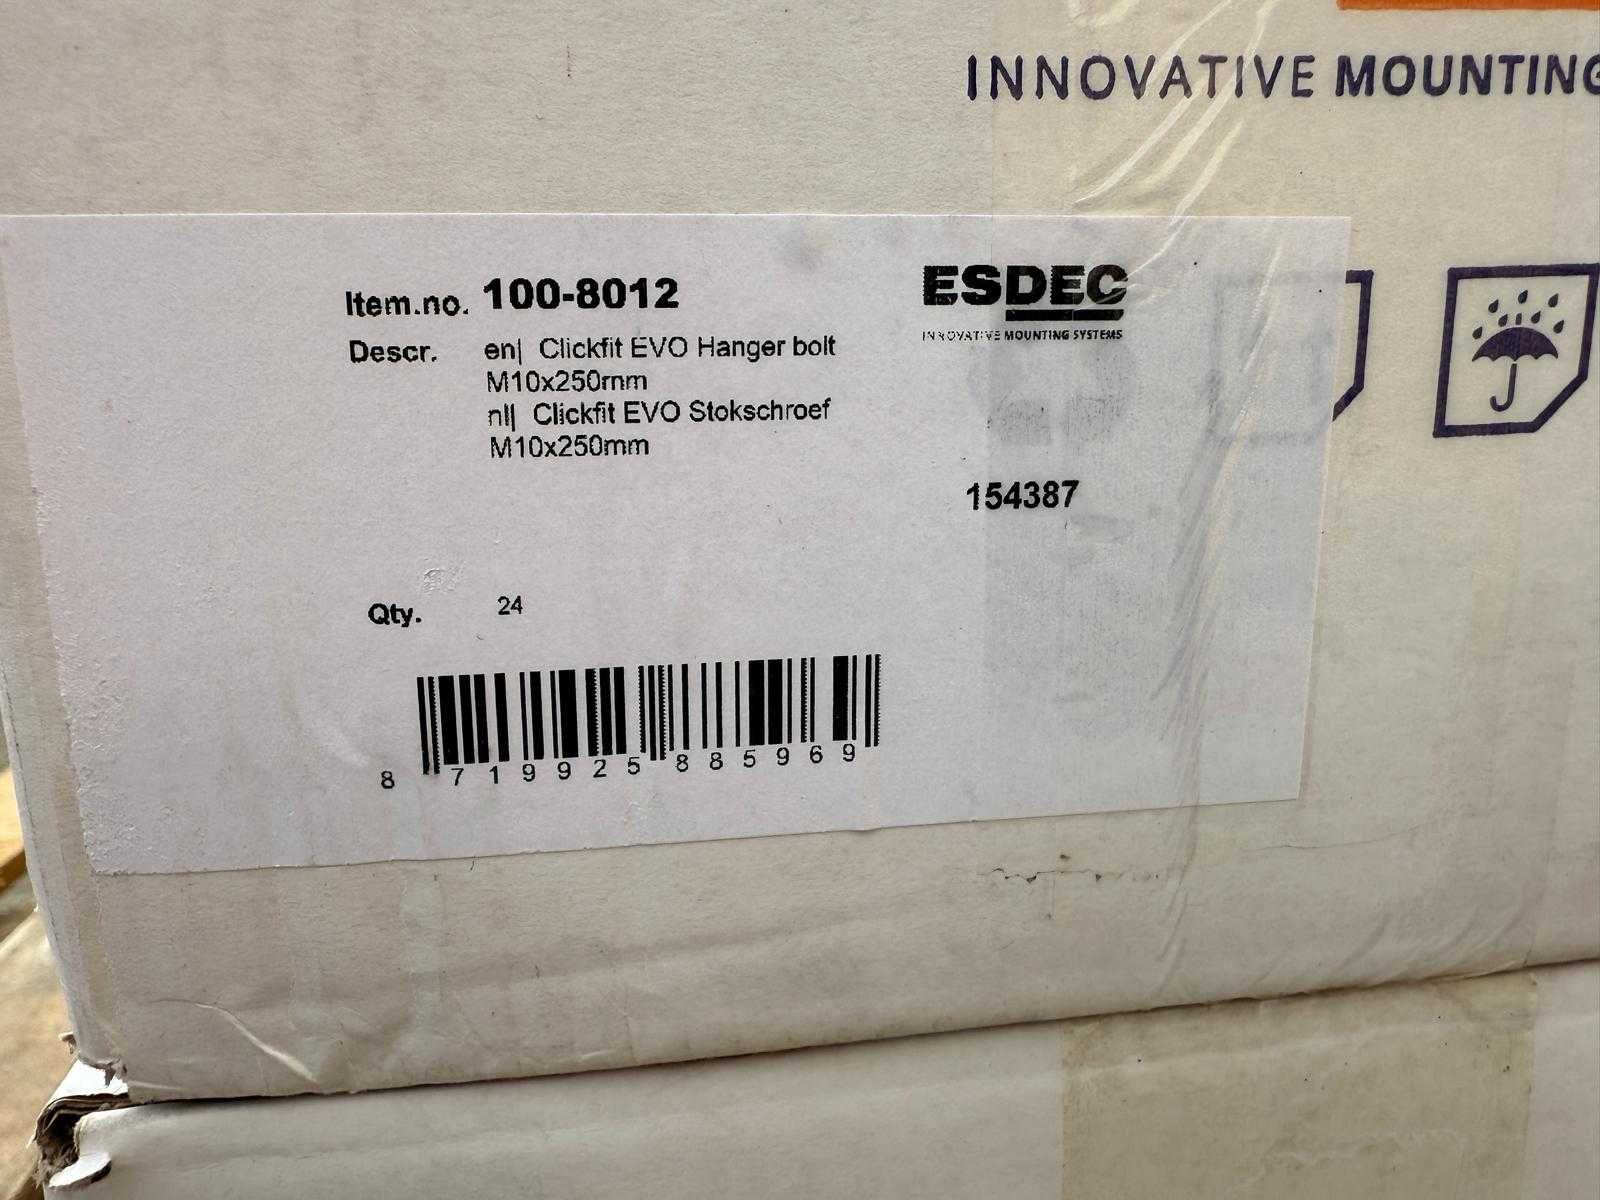 INNOVATIVE MOUNTING
Item.no. 100-8012
ESDEC
INNOVATIVE MOUNTING SYSTEMS
Descr. en| Clickfit EVO Hanger bolt
M10x250mm
nl| Clickfit EVO Stokschroef
M10x250mm
154387
Qty. 24
8 719925 885969